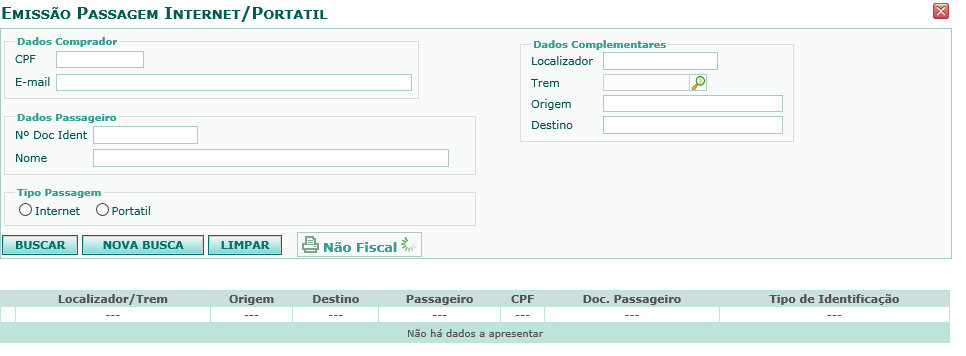 Emissão Passagem Internet/Portatil
Dados Comprador
CPF
E-mail
Dados Complementares
Localizador
Trem
Origem
Destino
Dados Passageiro
Nº Doc Ident
Nome
Tipo Passagem
Internet Portatil
BUSCAR NOVA BUSCA LIMPAR Não Fiscal
Localizador/Trem Origem Destino Passageiro CPF Doc. Passageiro Tipo de Identificação
--- --- --- --- --- --- ---
Não há dados a apresentar